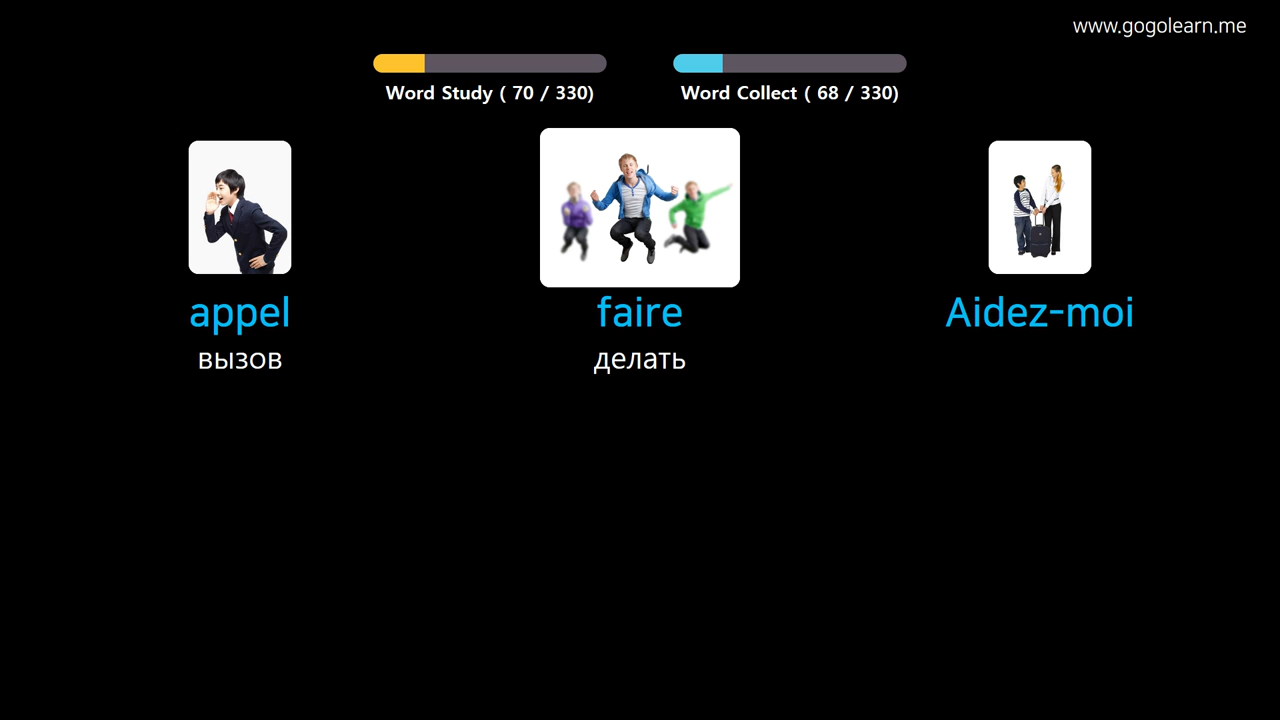 www.gogolearn.me
Word Study ( 70 / 330)
Word Collect ( 68 / 330)
appel
faire
Aidez-moi
вызов
делать